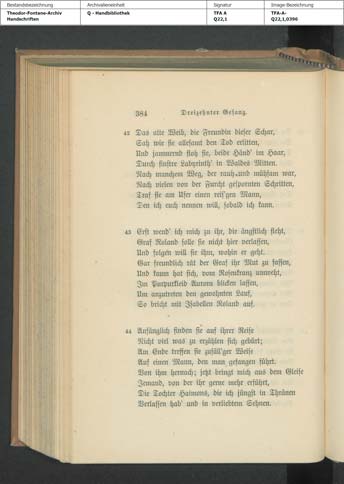 Bestandsbezeichnung
Archivalieneinheit
Signatur
Image-Bezeichnung
Theodor-Fontane-Archiv
Handschriften
Q - Handbibliothek
TFA A
Q22,1
TFA-A-
Q22,1,0396
384
Dreizehnter Gesang.
42 Das alte Weib, die Freundin dieser Schar,
Sah wie sie allesamt den Tod erlitten,
Und jammernd floh sie, beide Händ' im Haar,
Durch finstre Labyrinth' in Waldes Mitten.
Nach manchem Weg, der rauh und mühsam war,
Nach vielen von der Furcht gespornten Schritten,
Traf sie am Ufer einen reis'gen Mann,
Den ich euch nennen will, sobald ich kann.
43 Erst wend' ich mich zu ihr, die ängstlich fleht,
Graf Roland solle sie nicht hier verlassen,
Und folgen will sie ihm, wohin er geht.
Gar freundlich rät der Graf ihr Mut zu fassen,
Und kaum hat sich, vom Rosenkranz umweht,
Im Purpurkleid Aurora blicken lassen,
Um anzutreten den gewohnten Lauf,
So bricht mit Isabellen Roland auf.
44 Anfänglich finden sie auf ihrer Reise
Nicht viel was zu erzählen sich gebürt;
Am Ende treffen sie zufäll'ger Weise
Auf einen Mann, den man gefangen führt.
Von ihm hernach; jetzt bringt mich aus dem Gleise
Jemand, von der ihr gerne mehr erführt,
Die Tochter Haimons, die ich jüngst in Thränen
Verlassen hab' und in verliebtem Sehnen.